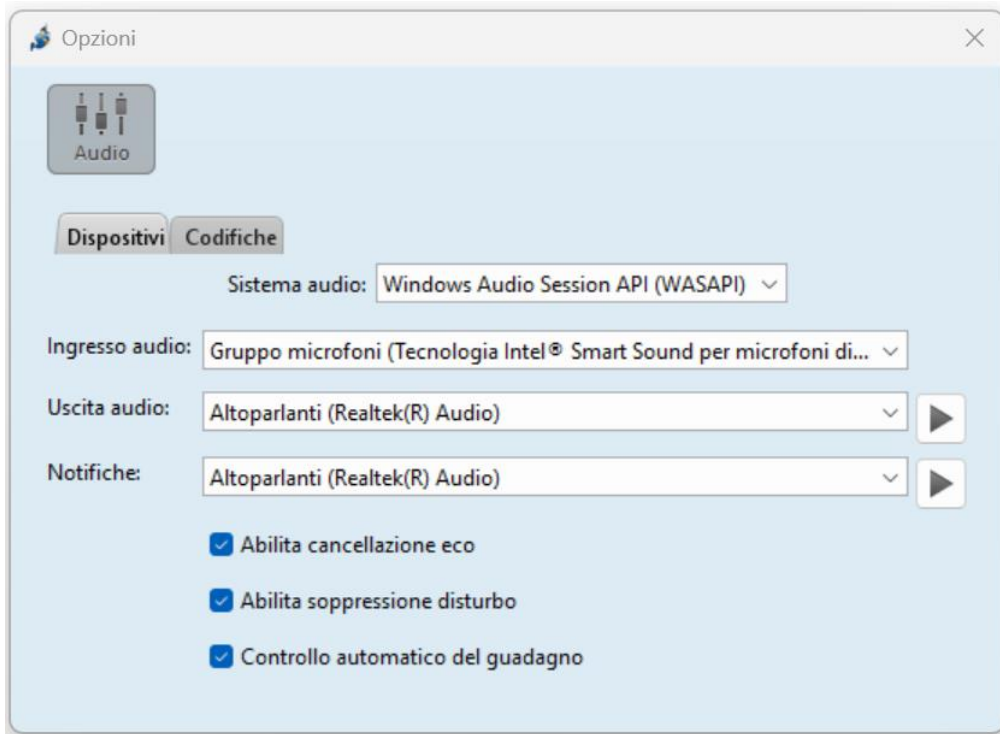 Opzioni
Audio
Dispositivi Codifiche
Sistema audio: Windows Audio Session API (WASAPI)
Ingresso audio: Gruppo microfoni (Tecnologia Intel® Smart Sound per microfoni di...
Uscita audio: Altoparlanti (Realtek(R) Audio)
Notifiche: Altoparlanti (Realtek(R) Audio)
Abilita cancellazione eco
Abilita soppressione disturbo
Controllo automatico del guadagno